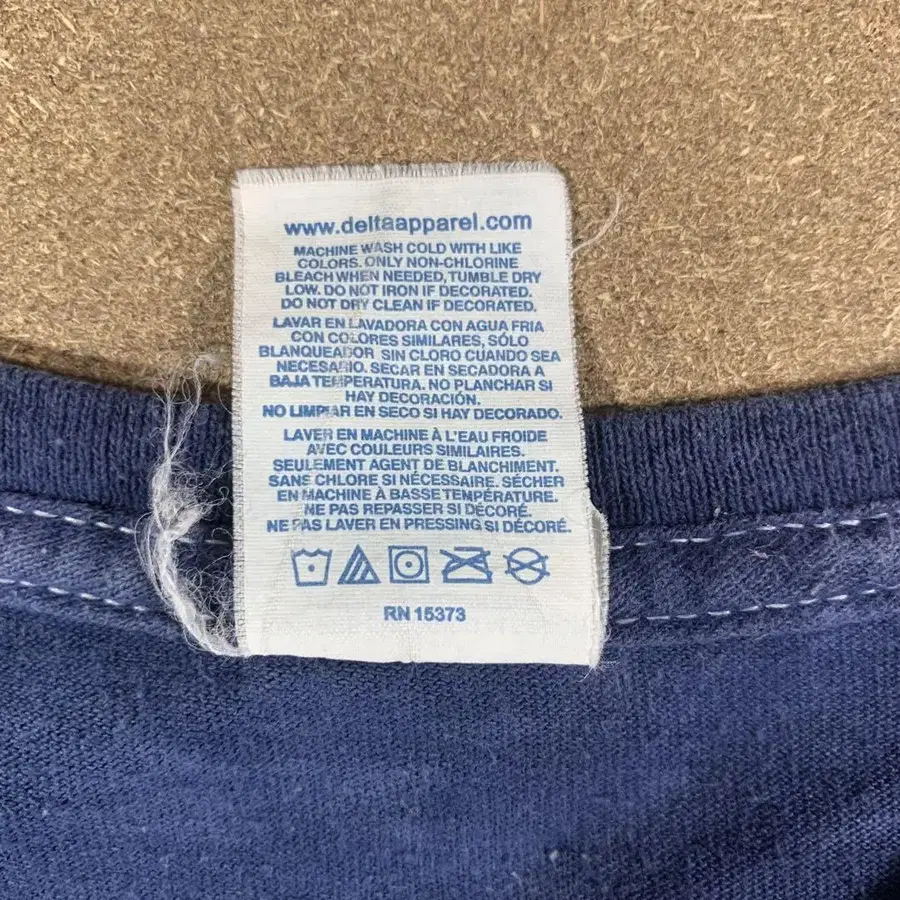 www.deltaapparel.com
MACHINE WASH COLD WITH LIKE
COLORS. ONLY NON-CHLORINE
BLEACH WHEN NEEDED, TUMBLE DRY
LOW. DO NOT IRON IF DECORATED.
DO NOT DRY CLEAN IF DECORATED.
LAVAR EN LAVADORA CON AGUA FRIA
CON COLORES SIMILARES, SÓLO
BLANQUEADOR SIN CLORO CUANDO SEA
NECESARIO. SECAR EN SECADORA A
BAJA TEMPERATURA. NO PLANCHAR SI
HAY DECORACIÓN.
NO LIMPIAR EN SECO SI HAY DECORADO.
LAVER EN MACHINE À L'EAU FROIDE
AVEC COULEURS SIMILAIRES.
SEULEMENT AGENT DE BLANCHIMENT.
SANS CHLORE SI NÉCESSAIRE. SÉCHER
EN MACHINE À BASSE TEMPÉRATURE.
NE PAS REPASSER SI DÉCORÉ.
NE PAS LAVER EN PRESSING SI DÉCORÉ.
RN 15373